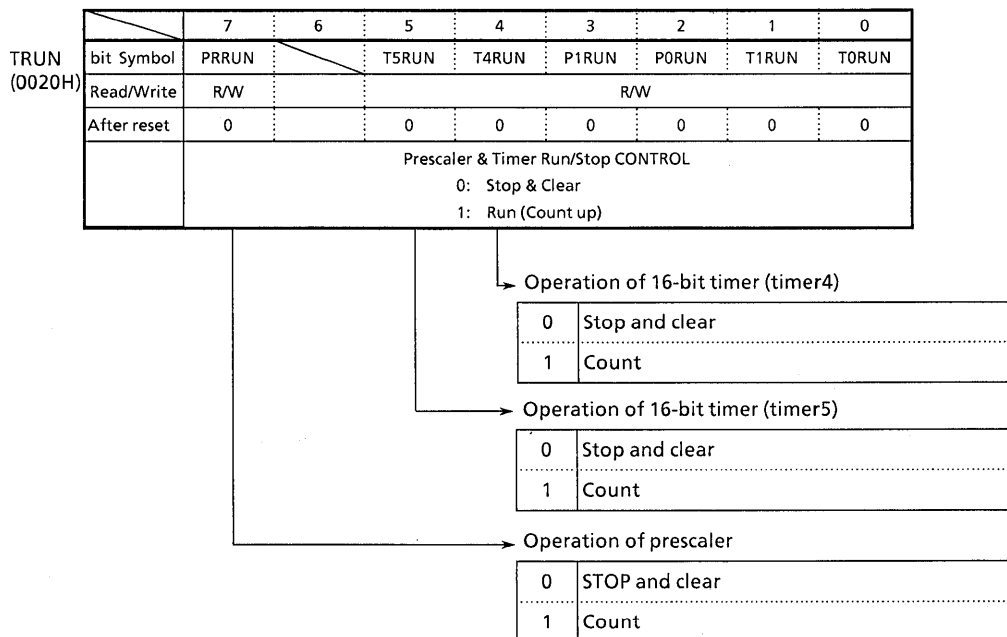 7 6 5 4 3 2 1 0
TRUN bit Symbol PRRUN T5RUN T4RUN P1RUN P0RUN T1RUN T0RUN
(0020H) Read/Write R/W R/W
After reset 0 0 0 0 0 0 0
Prescaler & Timer Run/Stop CONTROL
0: Stop & Clear
1: Run (Count up)
Operation of 16-bit timer (timer4)
0 Stop and clear
1 Count
Operation of 16-bit timer (timer5)
0 Stop and clear
1 Count
Operation of prescaler
0 STOP and clear
1 Count